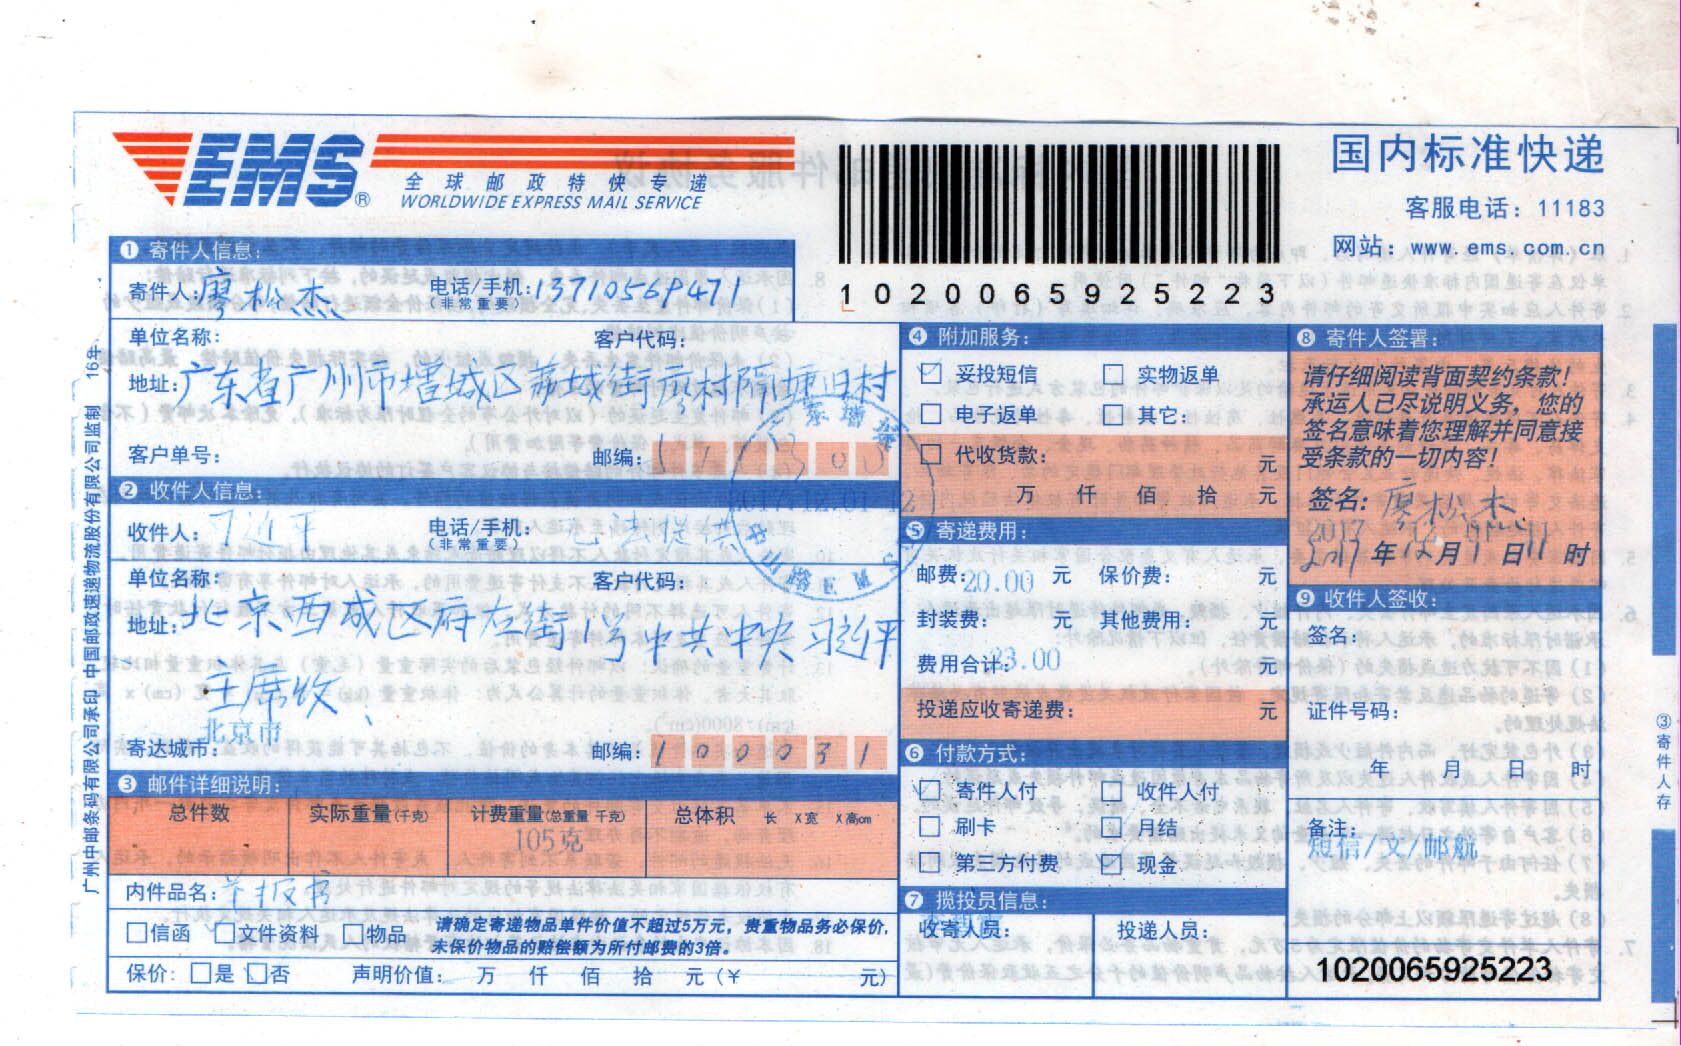 EMS®
全球邮政特快专递
WORLDWIDE EXPRESS MAIL SERVICE
1020065925223
国内标准快递
客服电话：11183
网站：www.ems.com.cn
❶ 寄件人信息：
寄件人：廖松杰 电话/手机：13710569471
（非常重要）
单位名称： 客户代码：
地址：广东省广州市增城区荔城街
客户单号： 邮编：
❷ 收件人信息：
收件人：习近平 电话/手机：无法提供
（非常重要）
单位名称： 客户代码：
地址：北京西城区府右街1号中共中央习近平
主席收
北京市
寄达城市： 邮编：100031
❸ 邮件详细说明：
总件数 实际重量(千克) 计费重量(总重量 千克) 总体积 长 X宽 X高cm
105克
内件品名：
信函 文件资料 物品
请确定寄递物品单件价值不超过5万元，贵重物品务必保价，
未保价物品的赔偿额为所付邮费的3倍。
保价：是 否 声明价值： 万 仟 佰 拾 元（¥ 元）
❹ 附加服务：
妥投短信 实物返单
电子返单 其它：
代收货款： 元
万 仟 佰 拾 元
❺ 寄递费用：
邮费：20.00 元 保价费： 元
封装费： 元 其他费用： 元
费用合计：23.00 元
投递应收寄递费： 元
❻ 付款方式：
寄件人付 收件人付
刷卡 月结
第三方付费 现金
❼ 揽投员信息：
收寄人员： 投递人员：
❽ 寄件人签署：
请仔细阅读背面契约条款！
承运人已尽说明义务，您的
签名意味着您理解并同意接
受条款的一切内容！
签名：廖松杰
2017年12月1日11时
❾ 收件人签收：
签名：
证件号码：
年 月 日 时
备注：
短信/文/邮航
1020065925223
2017.12.01 12
广州中邮条码有限公司承印 中国邮政速递物流股份有限公司监制 16年
③寄件人存